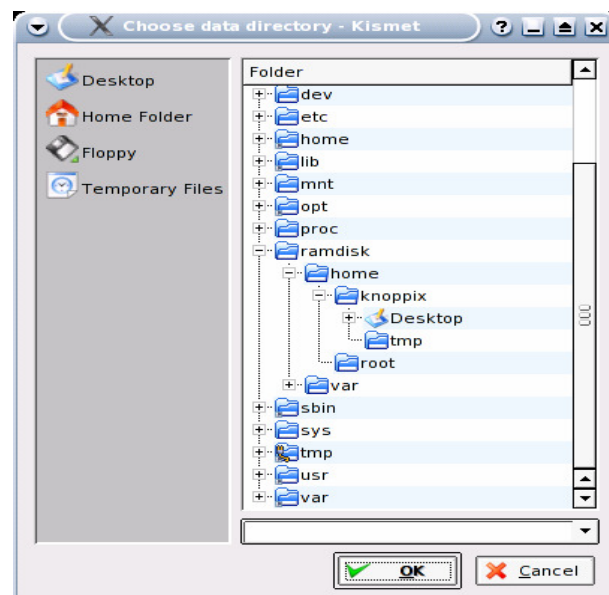 Choose data directory - Kismet
Desktop
Home Folder
Floppy
Temporary Files
Folder
dev
etc
home
lib
mnt
opt
proc
ramdisk
home
knoppix
Desktop
tmp
root
var
sbin
sys
tmp
usr
var
OK
Cancel